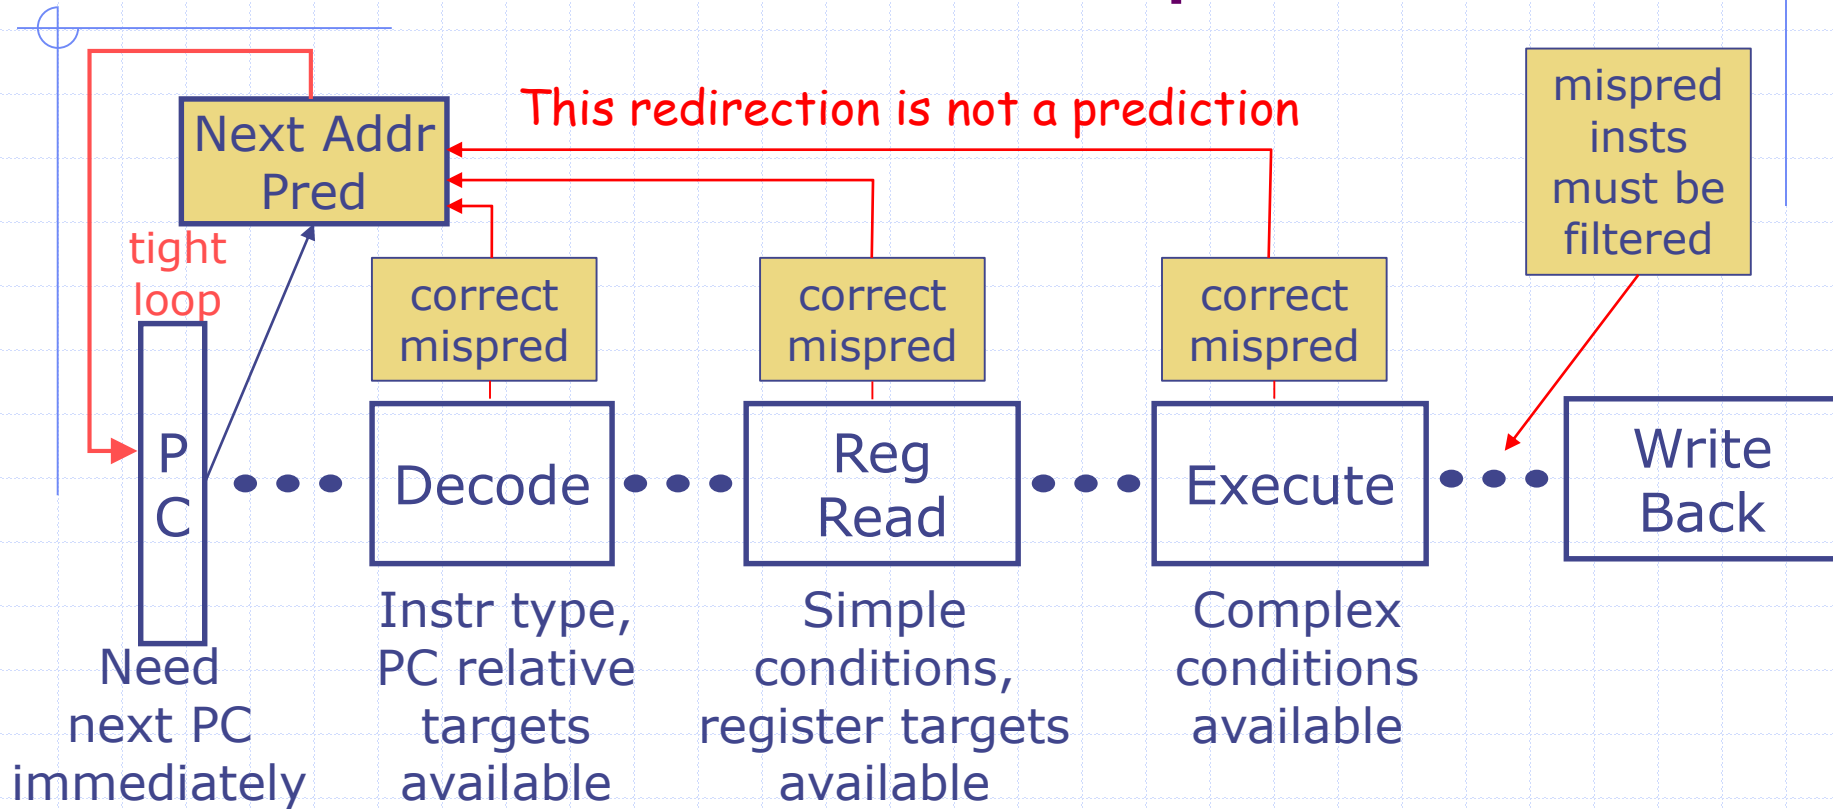 This redirection is not a prediction
mispred
insts
must be
filtered
Next Addr
Pred
tight
loop
correct
mispred
correct
mispred
correct
mispred
P
C
Decode
Reg
Read
Execute
Write
Back
Need
next PC
immediately
Instr type,
PC relative
targets
available
Simple
conditions,
register targets
available
Complex
conditions
available